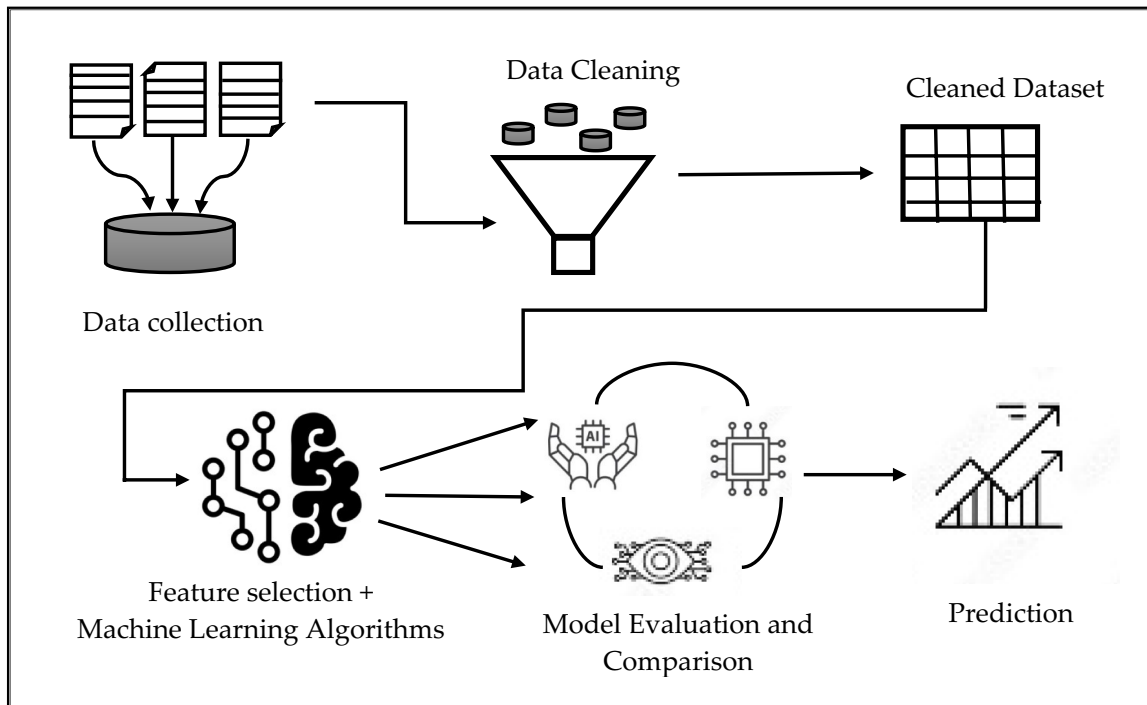 Data Cleaning
Cleaned Dataset
Data collection
AI
Feature selection +
Machine Learning Algorithms
Model Evaluation and
Comparison
Prediction